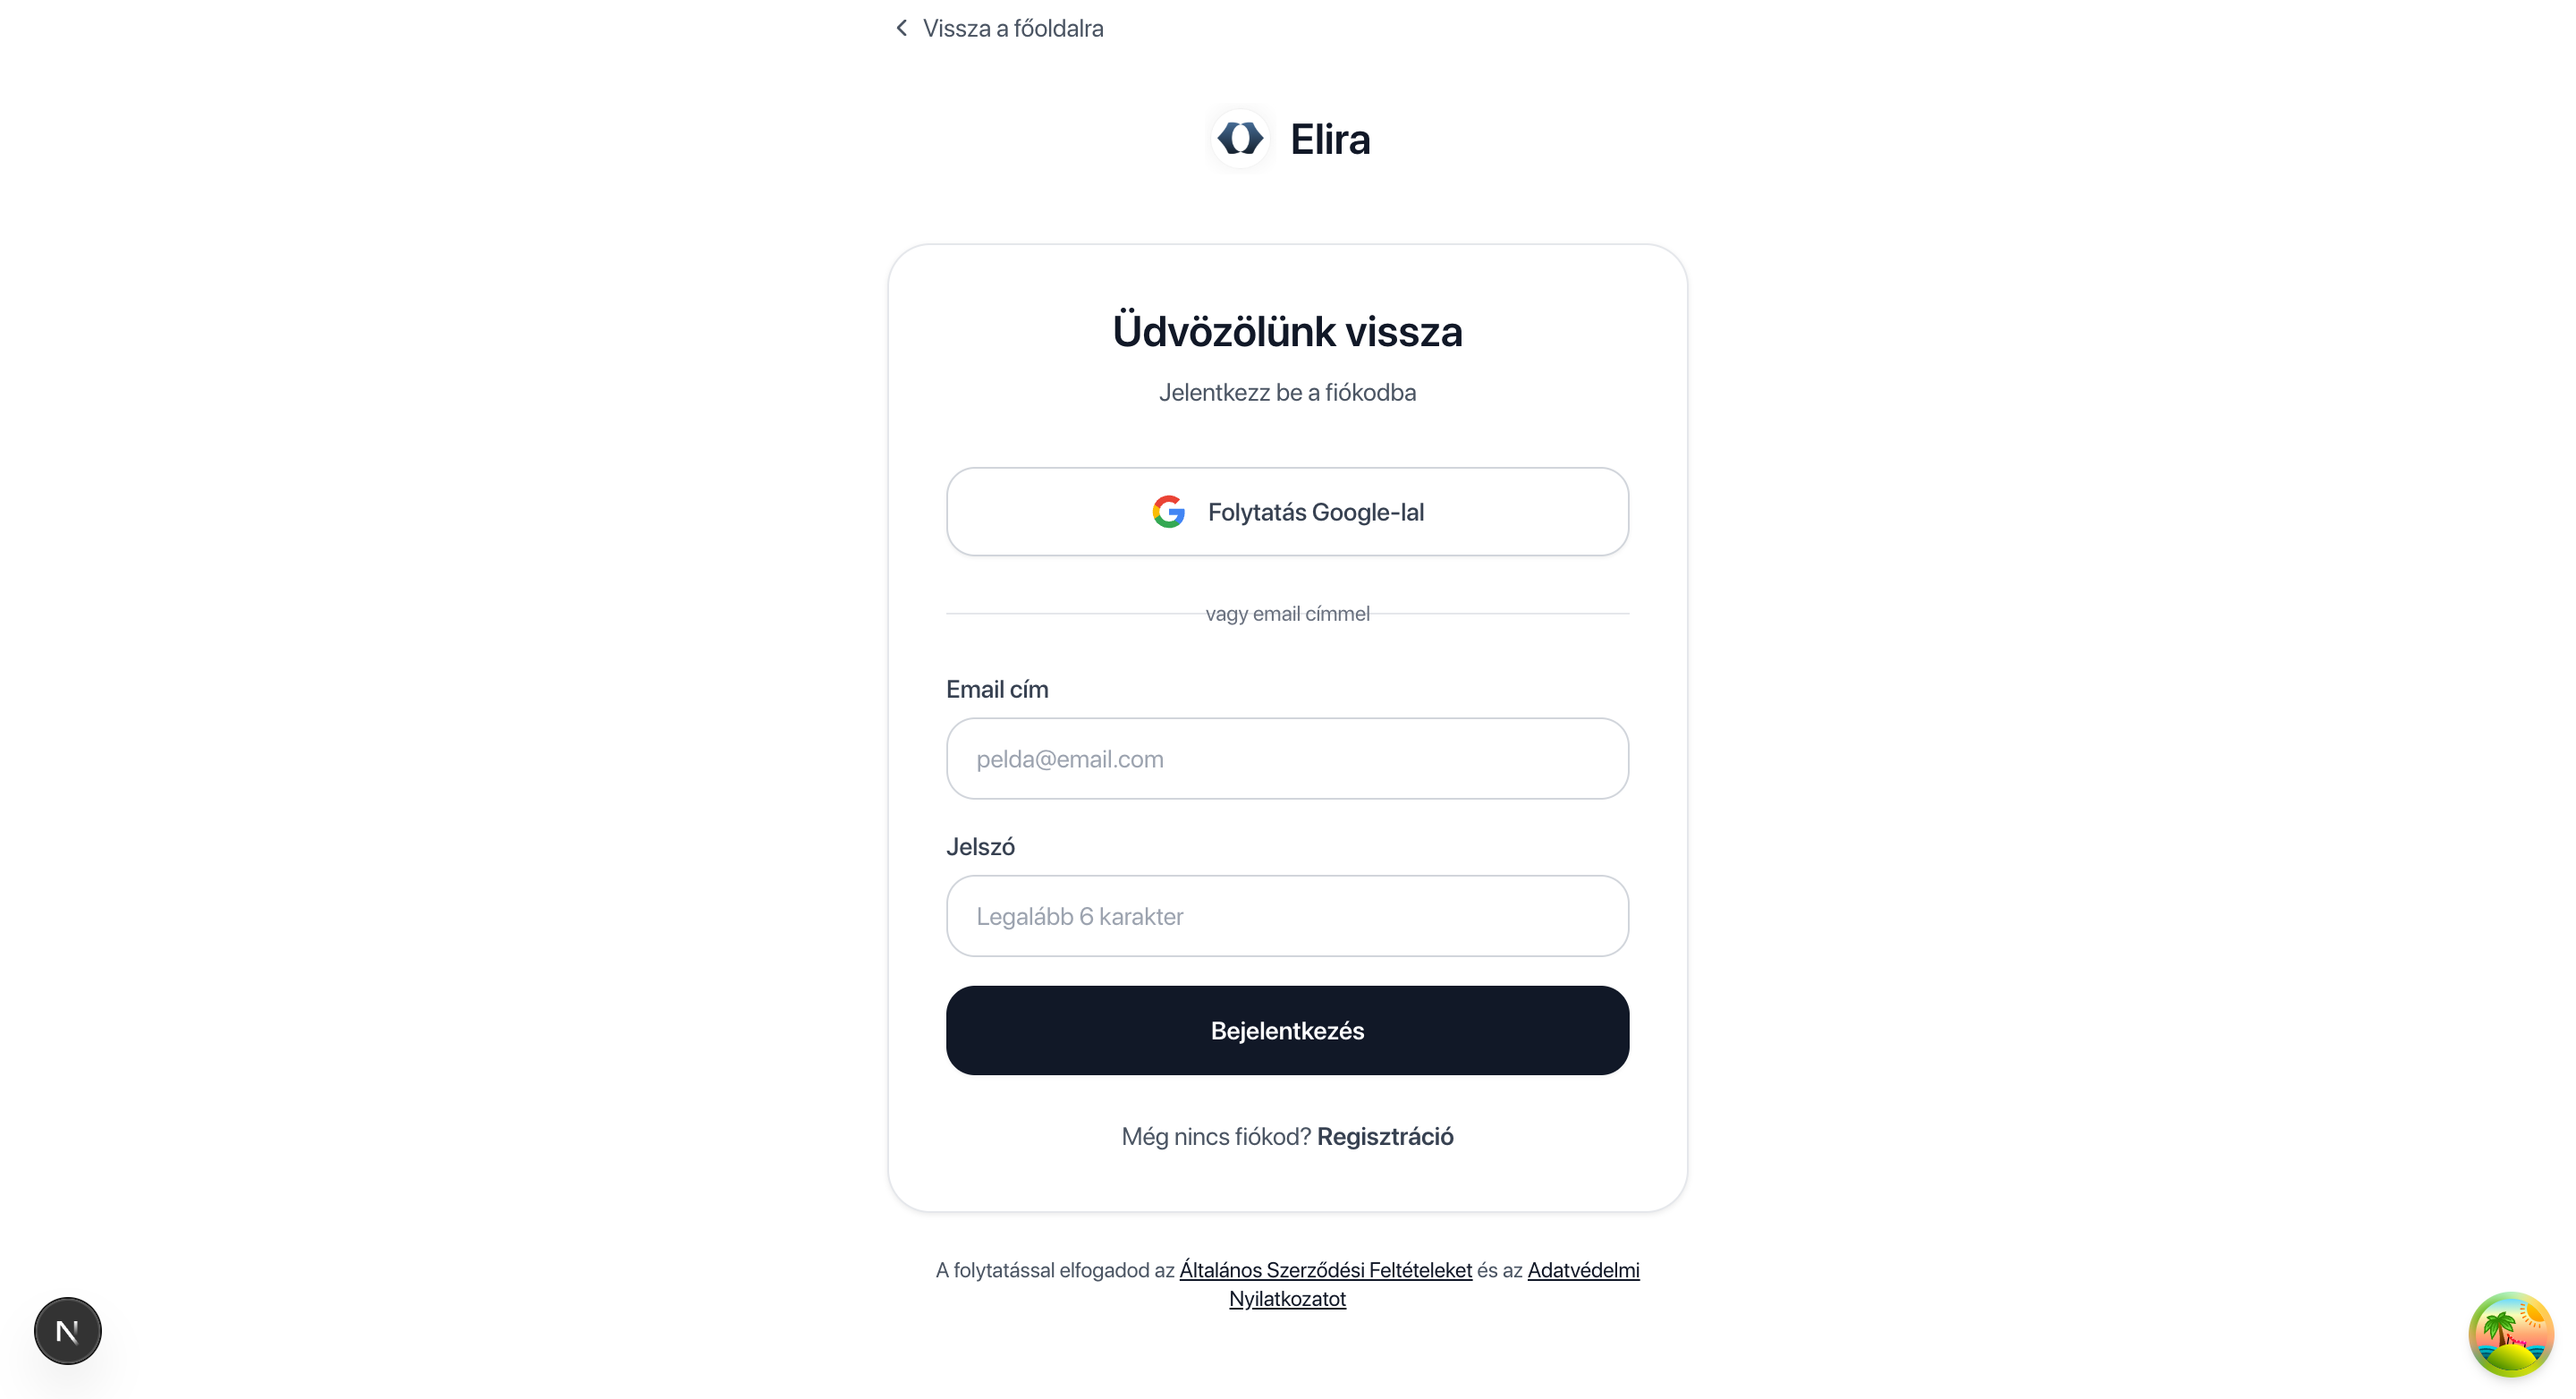 Vissza a főoldalra
Elira
Üdvözölünk vissza
Jelentkezz be a fiókodba
Folytatás Google-lal
vagy email címmel
Email cím
pelda@email.com
Jelszó
Legalább 6 karakter
Bejelentkezés
Még nincs fiókod? Regisztráció
A folytatással elfogadod az Általános Szerződési Feltételeket és az Adatvédelmi
Nyilatkozatot
N